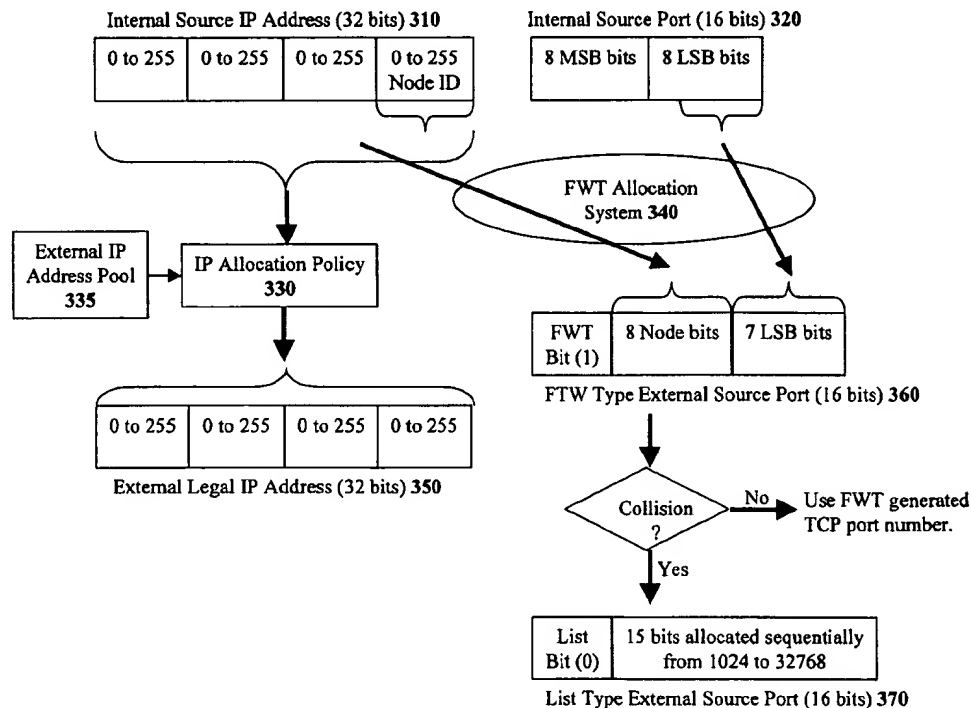 Internal Source IP Address (32 bits) 310
0 to 255
0 to 255
0 to 255
0 to 255
Node ID
Internal Source Port (16 bits) 320
8 MSB bits
8 LSB bits
FWT Allocation
System 340
External IP
Address Pool
335
IP Allocation Policy
330
FWT
Bit (1)
8 Node bits
7 LSB bits
FTW Type External Source Port (16 bits) 360
0 to 255
0 to 255
0 to 255
0 to 255
External Legal IP Address (32 bits) 350
Collision
?
No
Use FWT generated
TCP port number.
Yes
List
Bit (0)
15 bits allocated sequentially
from 1024 to 32768
List Type External Source Port (16 bits) 370